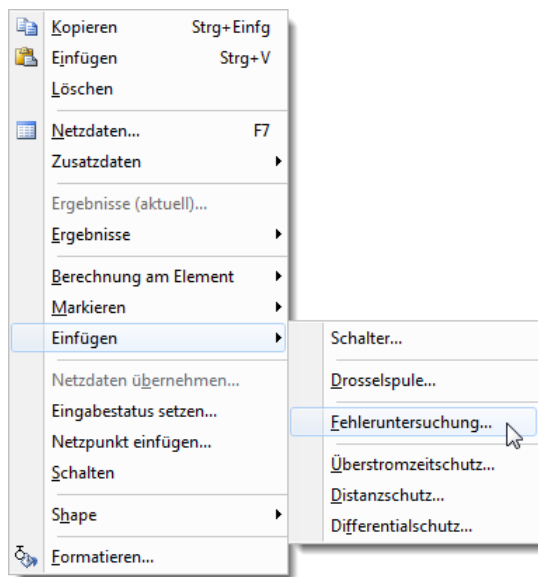 Kopieren Strg+Einfg
Einfügen Strg+V
Löschen
Netzdaten... F7
Zusatzdaten
Ergebnisse (aktuell)...
Ergebnisse
Berechnung am Element
Markieren
Einfügen
Schalter...
Drosselspule...
Fehleruntersuchung...
Überstromzeitschutz...
Distanzschutz...
Differentialschutz...
Netzdaten übernehmen...
Eingabestatus setzen...
Netzpunkt einfügen...
Schalten
Shape
Formatieren...